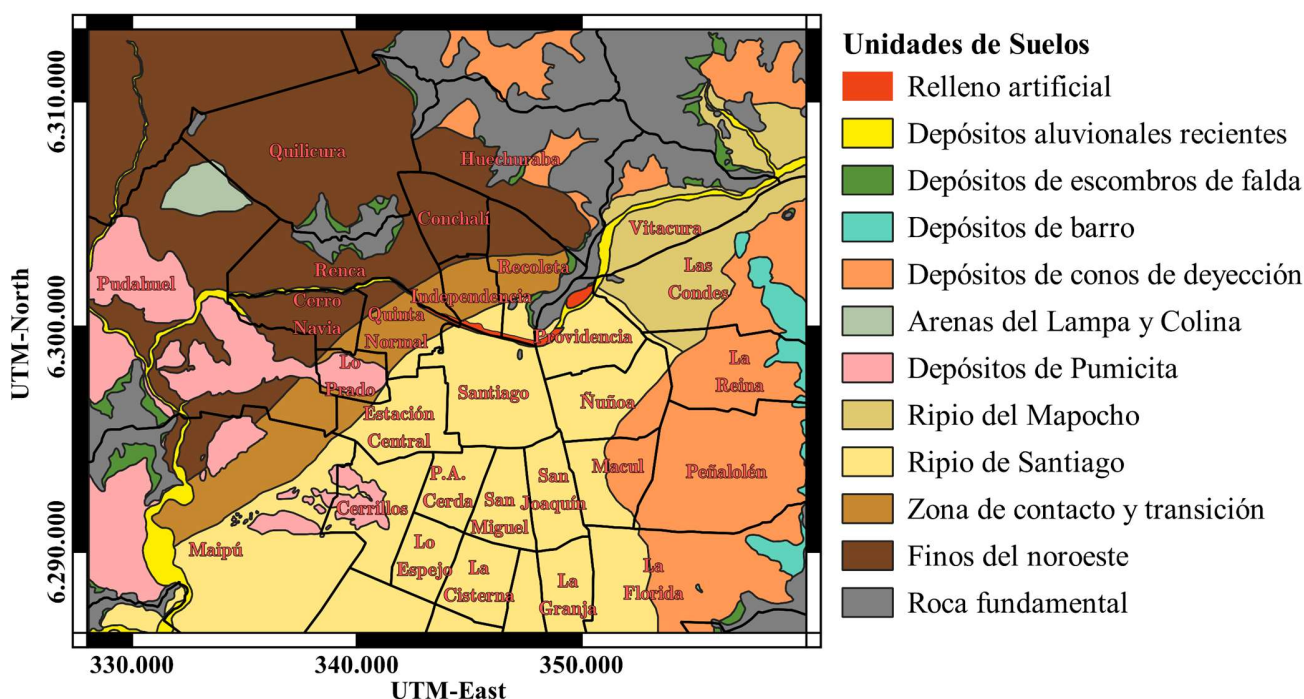 6.310.000
6.300.000
6.290.000
UTM-North
Quilicura
Huechuraba
Conchalí
Vitacura
Pudahuel
Renca
Recoleta
Las
Condes
Cerro
Navia
Quinta
Normal
Independencia
Providencia
Lo
Prado
La
Reina
Estación
Central
Santiago
Ñuñoa
P.A.
Cerda
San
Miguel
San
Joaquín
Macul
Peñalolén
Cerrillos
Maipú
Lo
Espejo
La
Cisterna
La
Granja
La
Florida
330.000
340.000
350.000
UTM-East
Unidades de Suelos
Relleno artificial
Depósitos aluvionales recientes
Depósitos de escombros de falda
Depósitos de barro
Depósitos de conos de deyección
Arenas del Lampa y Colina
Depósitos de Pumicita
Ripio del Mapocho
Ripio de Santiago
Zona de contacto y transición
Finos del noroeste
Roca fundamental